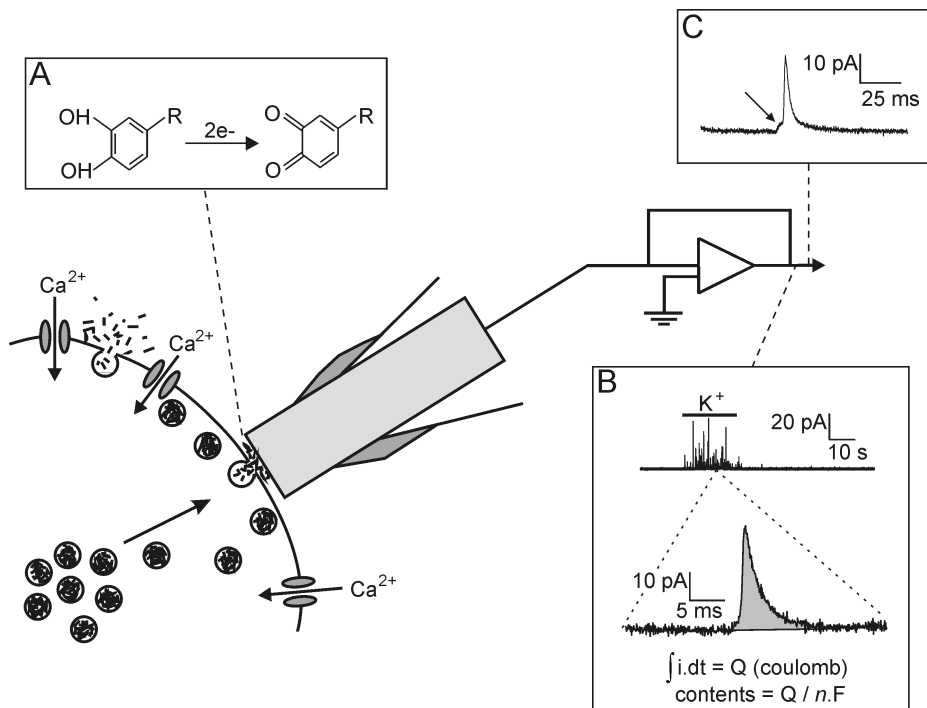 A
OH
OH
R
2e-
O
O
R
C
10 pA
25 ms
Ca²⁺
Ca²⁺
Ca²⁺
B
K⁺
20 pA
10 s
10 pA
5 ms
∫i.dt = Q (coulomb)
contents = Q / n.F